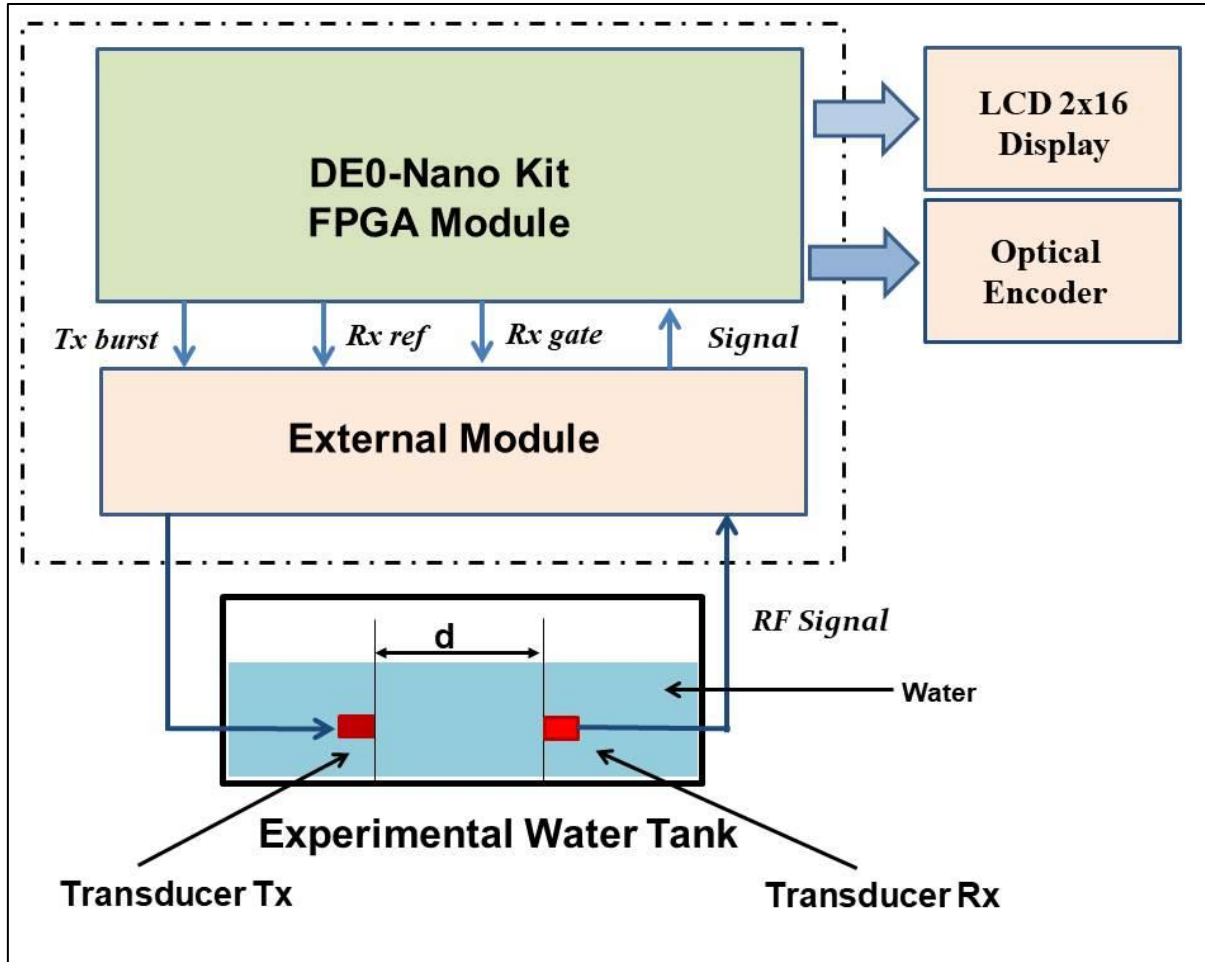 DE0-Nano Kit
FPGA Module
LCD 2x16
Display
Optical
Encoder
Tx burst
Rx ref
Rx gate
Signal
External Module
RF Signal
d
Water
Experimental Water Tank
Transducer Tx
Transducer Rx